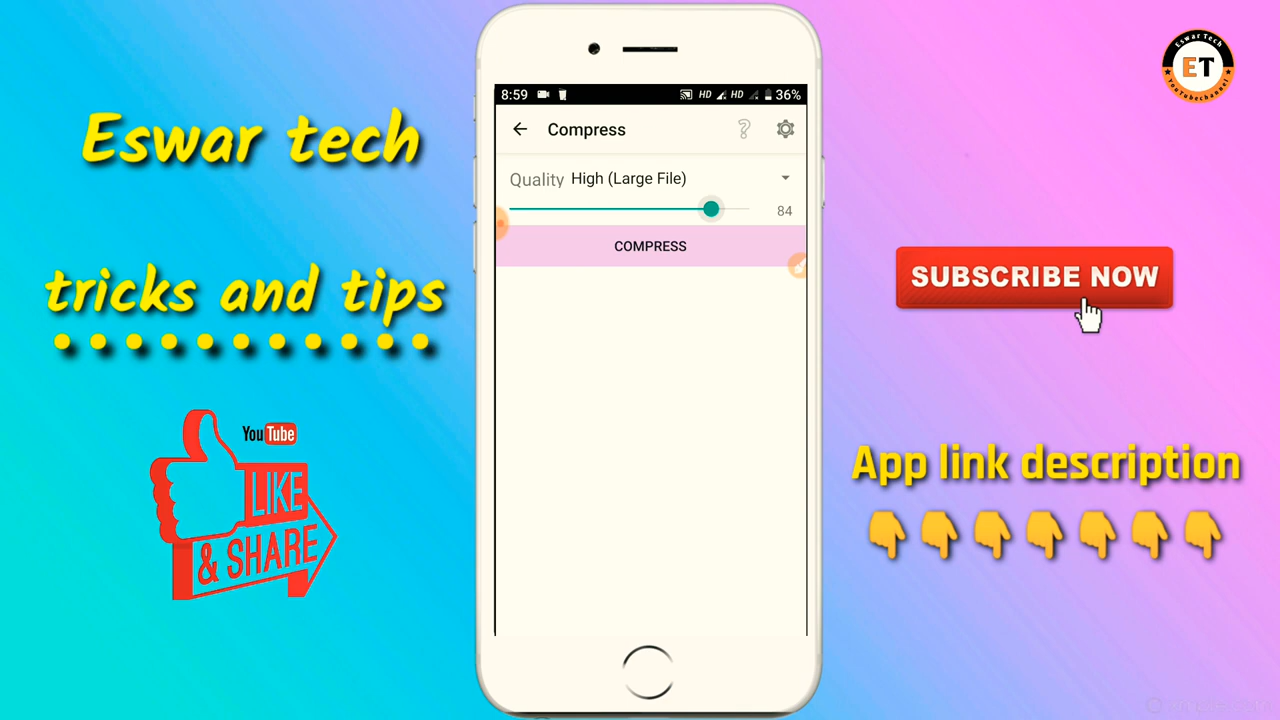 Eswar Tech
ET
YouTubechannel
Eswar tech
tricks and tips
YouTube
LIKE
& SHARE
8:59
HD
HD
36%
Compress
Quality High (Large File)
84
COMPRESS
SUBSCRIBE NOW
App link description